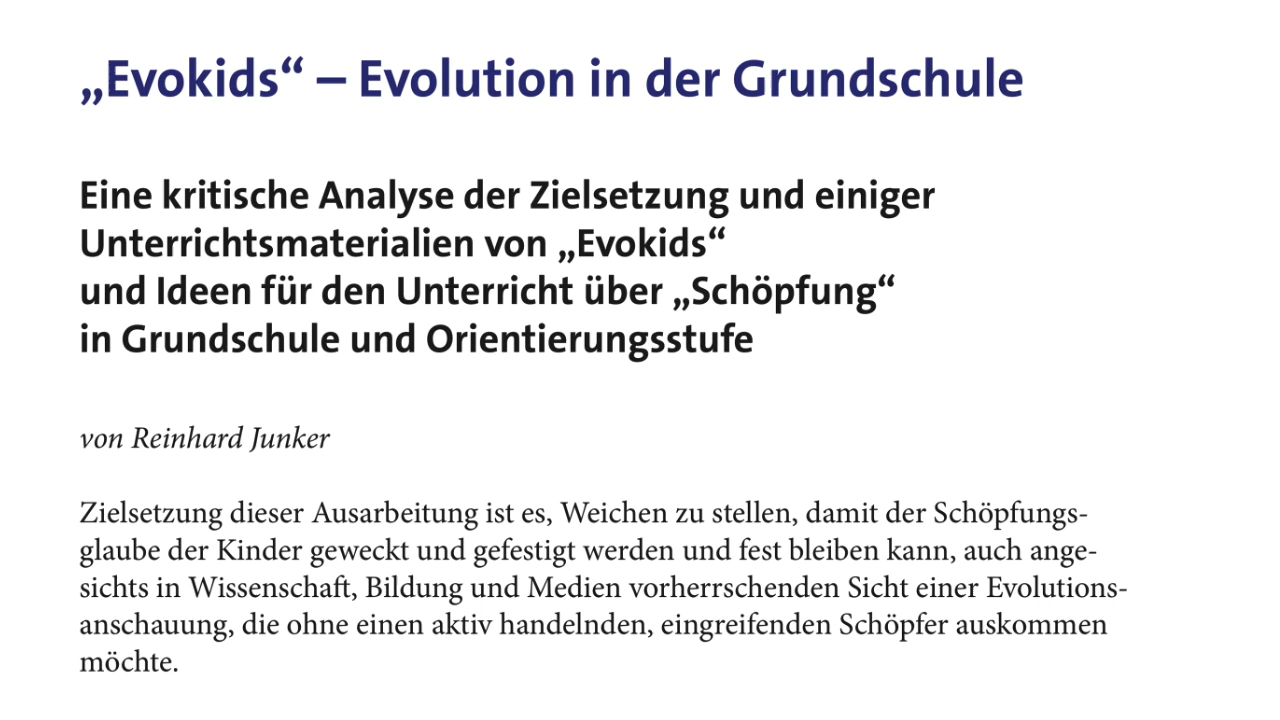 „Evokids“ – Evolution in der Grundschule
Eine kritische Analyse der Zielsetzung und einiger
Unterrichtsmaterialien von „Evokids“
und Ideen für den Unterricht über „Schöpfung“
in Grundschule und Orientierungsstufe
von Reinhard Junker
Zielsetzung dieser Ausarbeitung ist es, Weichen zu stellen, damit der Schöpfungs-
glaube der Kinder geweckt und gefestigt werden und fest bleiben kann, auch ange-
sichts in Wissenschaft, Bildung und Medien vorherrschenden Sicht einer Evolutions-
anschauung, die ohne einen aktiv handelnden, eingreifenden Schöpfer auskommen
möchte.